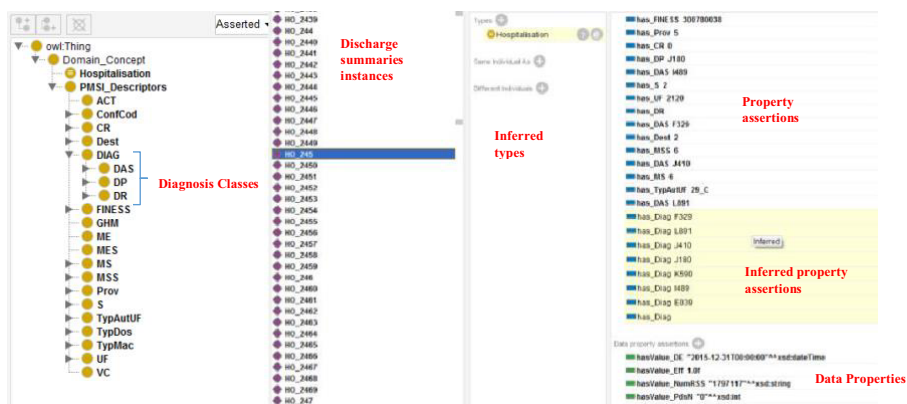 Asserted
owl:Thing
Domain_Concept
Hospitalisation
PMSI_Descriptors
ACT
ConfCod
CR
Dest
DIAG
DAS
DP
DR
Diagnosis Classes
FINESS
GHM
ME
MES
MS
MSS
Prov
S
TypAutUF
TypDos
TypMac
UF
VC
HO_2439
HO_244
HO_2440
HO_2441
HO_2442
HO_2443
HO_2444
HO_2445
HO_2446
HO_2447
HO_2448
HO_2449
HO_245
HO_2450
HO_2451
HO_2452
HO_2453
HO_2454
HO_2455
HO_2456
HO_2457
HO_2458
HO_2459
HO_246
HO_2460
HO_2461
HO_2462
HO_2463
HO_2464
HO_2465
HO_2466
HO_2467
HO_2468
HO_2469
HO_247
Discharge
summaries
instances
Types
Hospitalisation
Same Individual As
Different Individuals
Inferred
types
has_FINESS 300780038
has_Prov 5
has_CR 0
has_DP J180
has_DAS I489
has_S 2
has_UF 2120
has_DR
has_DAS F329
has_Dest 2
has_MSS 6
has_DAS J410
has_MS 6
has_TypAutUF 29_C
has_DAS L891
has_Diag F329
has_Diag L891
has_Diag J410
has_Diag J180
has_Diag K590
has_Diag I489
has_Diag E039
has_Diag
Property
assertions
Inferred
Inferred property
assertions
Data property assertions
hasValue_DE "2015-12-31T00:00:00"^^xsd:dateTime
hasValue_Eff 1.0f
hasValue_NumRSS "1797117"^^xsd:string
hasValue_PdsN "0"^^xsd:int
Data Properties